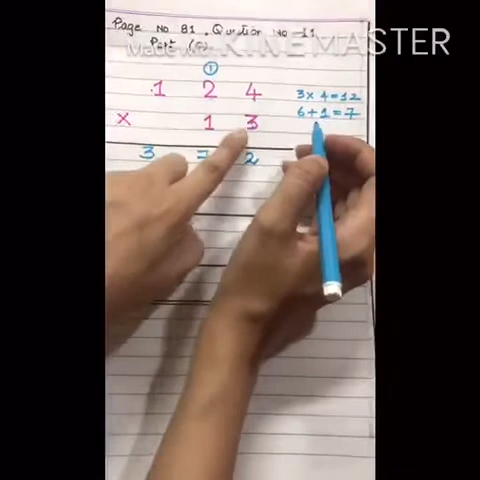 Page No 81 . Question No - 11
Part (a)
Made with KINEMASTER
1
1 2 4
3 x 4 = 12
x 1 3
6 + 1 = 7
3 7 2